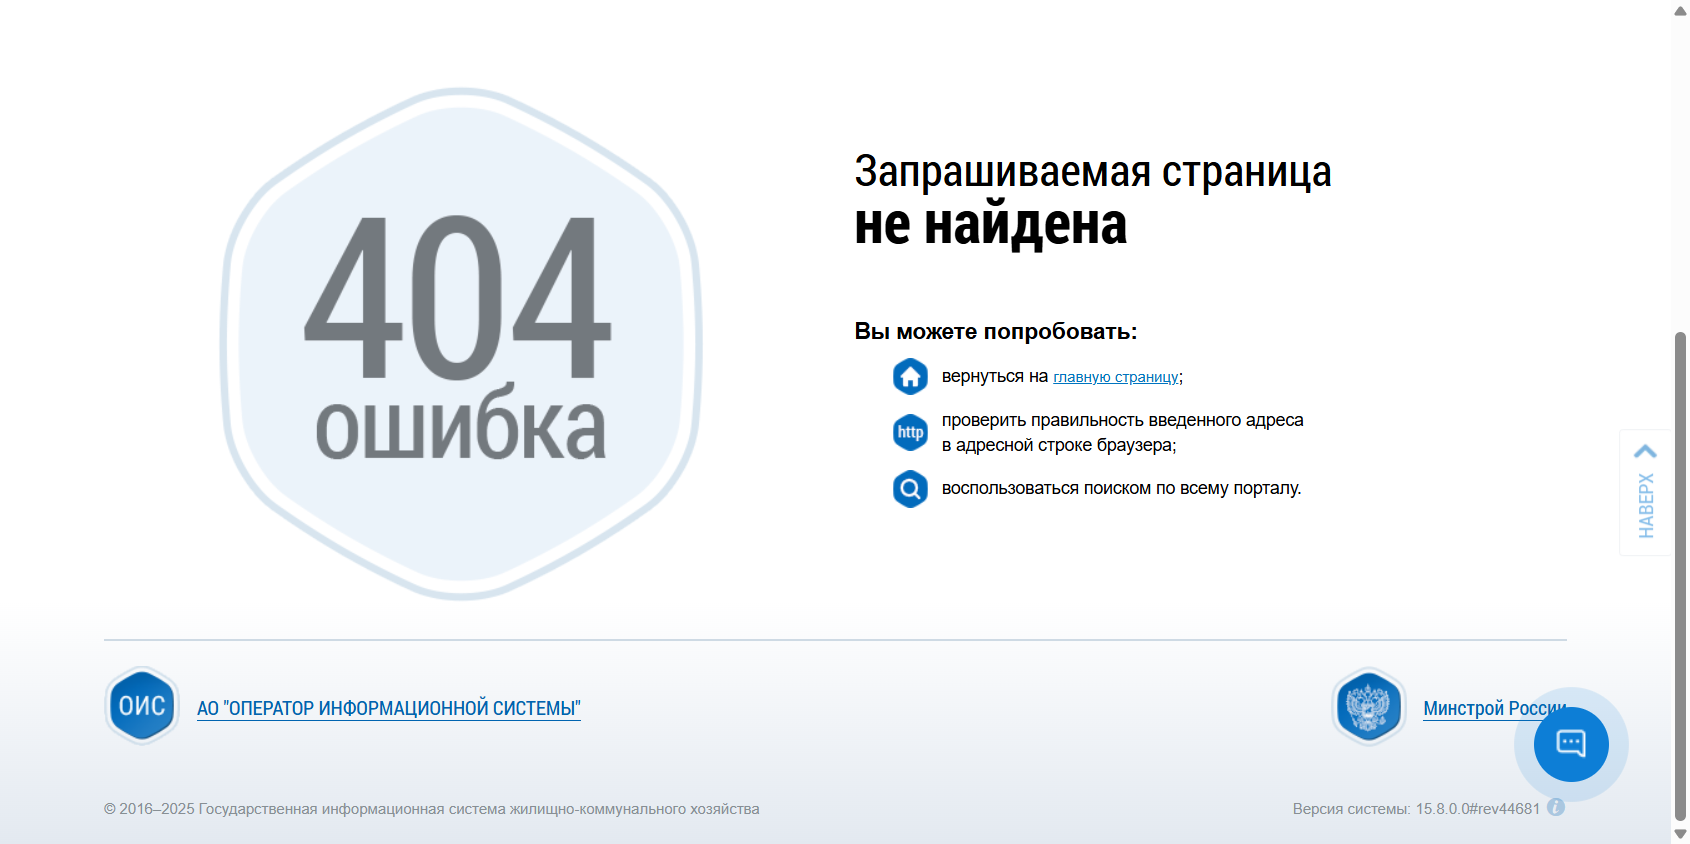 404
ошибка
Запрашиваемая страница
не найдена
Вы можете попробовать:
вернуться на главную страницу;
http
проверить правильность введенного адреса
в адресной строке браузера;
воспользоваться поиском по всему порталу.
НАВЕРХ
ОИС
АО "ОПЕРАТОР ИНФОРМАЦИОННОЙ СИСТЕМЫ"
Минстрой России
© 2016–2025 Государственная информационная система жилищно-коммунального хозяйства
Версия системы: 15.8.0.0#rev44681 i